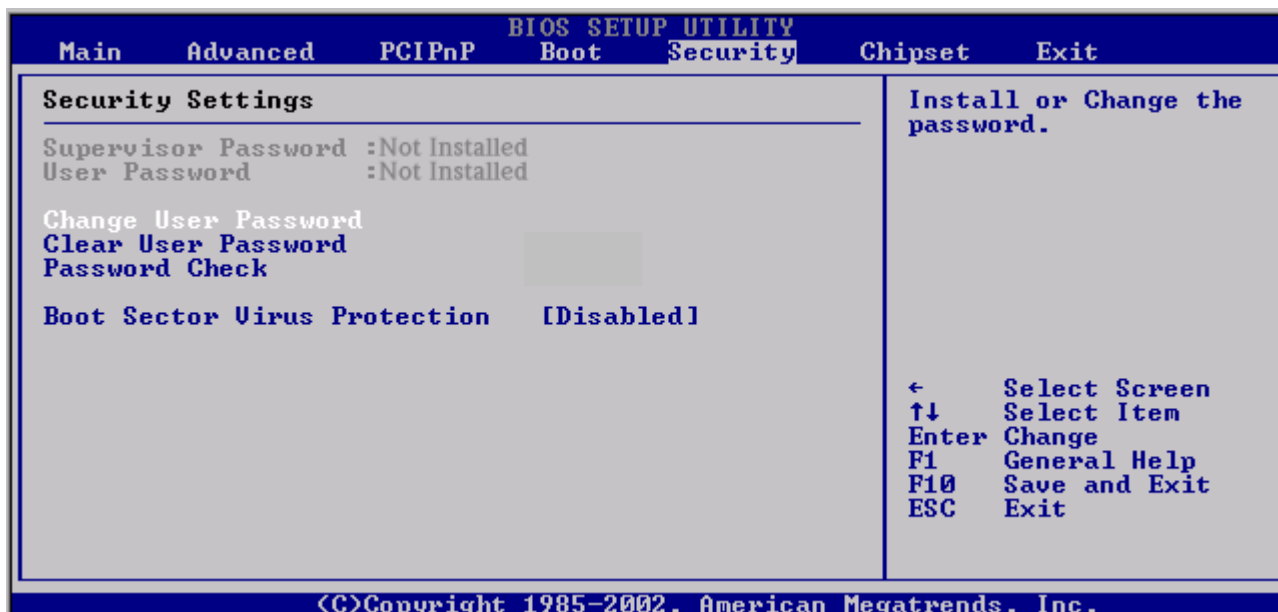 BIOS SETUP UTILITY
Main Advanced PCIPnP Boot Security Chipset Exit
Security Settings
Supervisor Password :Not Installed
User Password :Not Installed
Change User Password
Clear User Password
Password Check
Boot Sector Virus Protection [Disabled]
Install or Change the
password.
← Select Screen
↑↓ Select Item
Enter Change
F1 General Help
F10 Save and Exit
ESC Exit
(C)Copyright 1985-2002, American Megatrends, Inc.